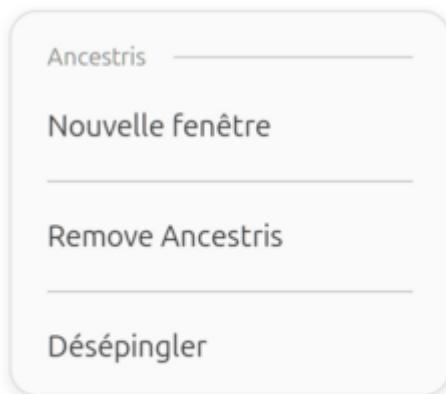 Ancestris
Nouvelle fenêtre
Remove Ancestris
Désépingler